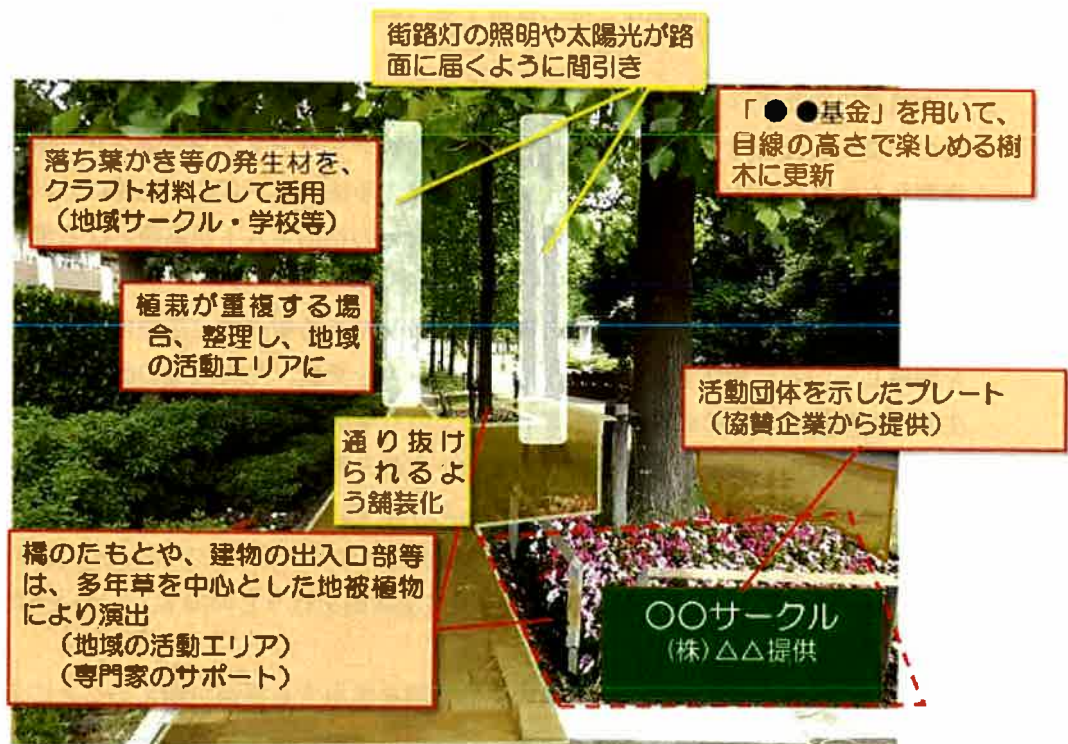 街路灯の照明や太陽光が路
面に届くように間引き
「●●基金」を用いて、
目線の高さで楽しめる樹
木に更新
落ち葉かき等の発生材を、
クラフト材料として活用
（地域サークル・学校等）
植栽が重複する場
合、整理し、地域
の活動エリアに
活動団体を示したプレート
（協賛企業から提供）
通り抜け
られるよ
う舗装化
橋のたもとや、建物の出入口部等
は、多年草を中心とした地被植物
により演出
（地域の活動エリア）
（専門家のサポート）
〇〇サークル
(株)△△提供